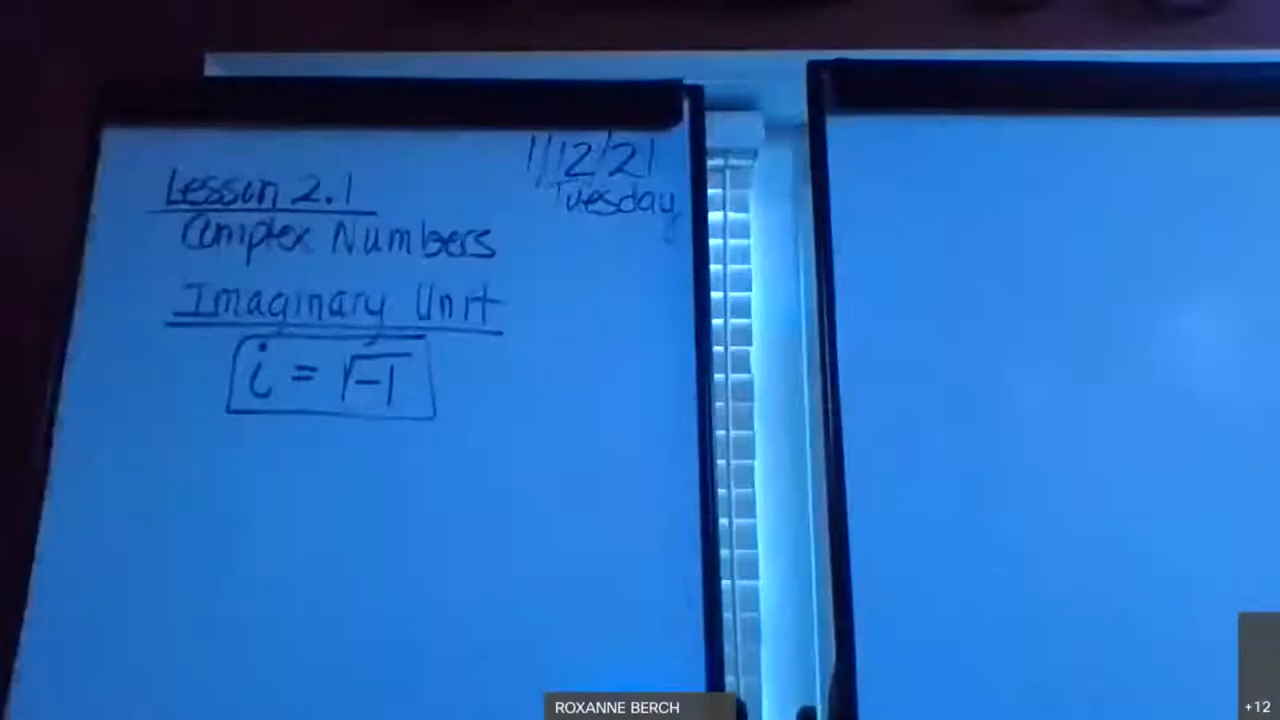 1/12/21
Tuesday
Lesson 2.1
Complex Numbers
Imaginary Unit
i = √-1
ROXANNE BERCH
+12